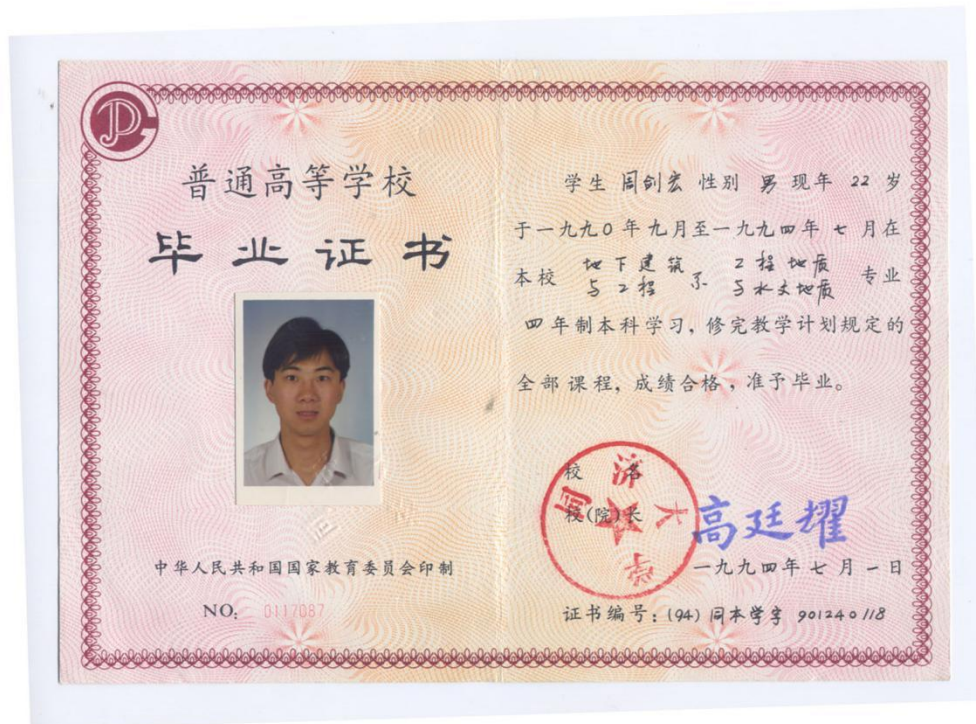 普通高等学校
毕业证书
中华人民共和国国家教育委员会印制
NO: 0117087
学生 周剑宏 性别 男 现年 22 岁
于一九九〇年九月至一九九四年七月在
本校 地下建筑与工程 系 工程地质与水文地质 专业
四年制本科学习,修完教学计划规定的
全部课程,成绩合格,准予毕业。
校 名
同济大学
校(院)长 高廷耀
一九九四年七月一日
证书编号:(94) 同本学字 901240118